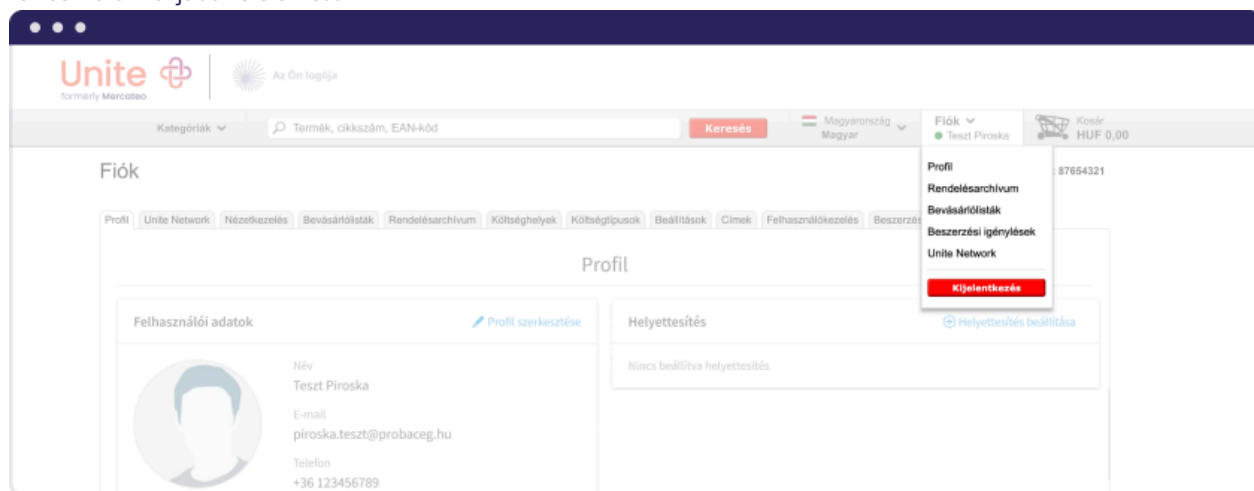 Unite
formerly Mercateo
Az Ön logója
Kategóriák
Termék, cikkszám, EAN-kód
Keresés
Magyarország
Magyar
Fiók
Teszt Piroska
Kosár
HUF 0,00
Fiók
: 87654321
Profil
Rendelésarchívum
Bevásárlólisták
Beszerzési igénylések
Unite Network
Kijelentkezés
Profil Unite Network Nézetkezelés Bevásárlólisták Rendelésarchívum Költséghelyek Költségtípusok Beállítások Címek Felhasználókezelés
Profil
Felhasználói adatok
Profil szerkesztése
Név
Teszt Piroska
E-mail
piroska.teszt@probaceg.hu
Telefon
+36 123456789
Helyettesítés
Helyettesítés beállítása
Nincs beállítva helyettesítés